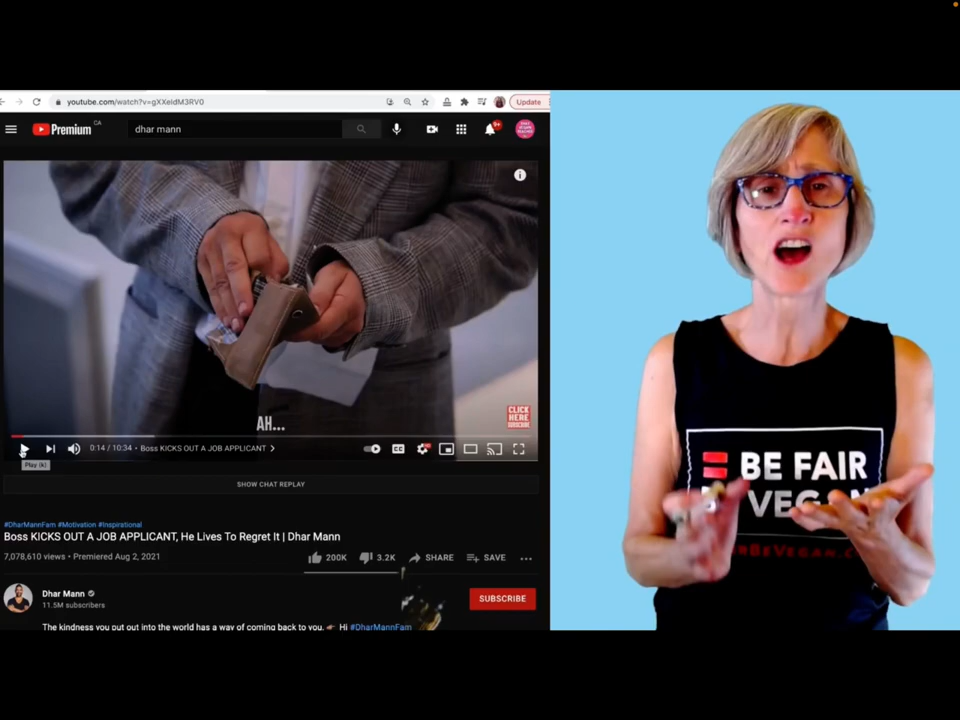 youtube.com/watch?v=gXXeIdM3RV0
Update
Premium
CA
dhar mann
9+
AH...
CLICK
HERE
SUBSCRIBE
0:14 / 10:34 • Boss KICKS OUT A JOB APPLICANT
CC
Play (k)
SHOW CHAT REPLAY
#DharMannFam #Motivation #Inspirational
Boss KICKS OUT A JOB APPLICANT, He Lives To Regret It | Dhar Mann
7,078,610 views • Premiered Aug 2, 2021
200K
3.2K
SHARE
SAVE
Dhar Mann
11.5M subscribers
SUBSCRIBE
The kindness you put out into the world has a way of coming back to you. 👉 Hi #DharMannFam
= BE FAIR
VEGAN